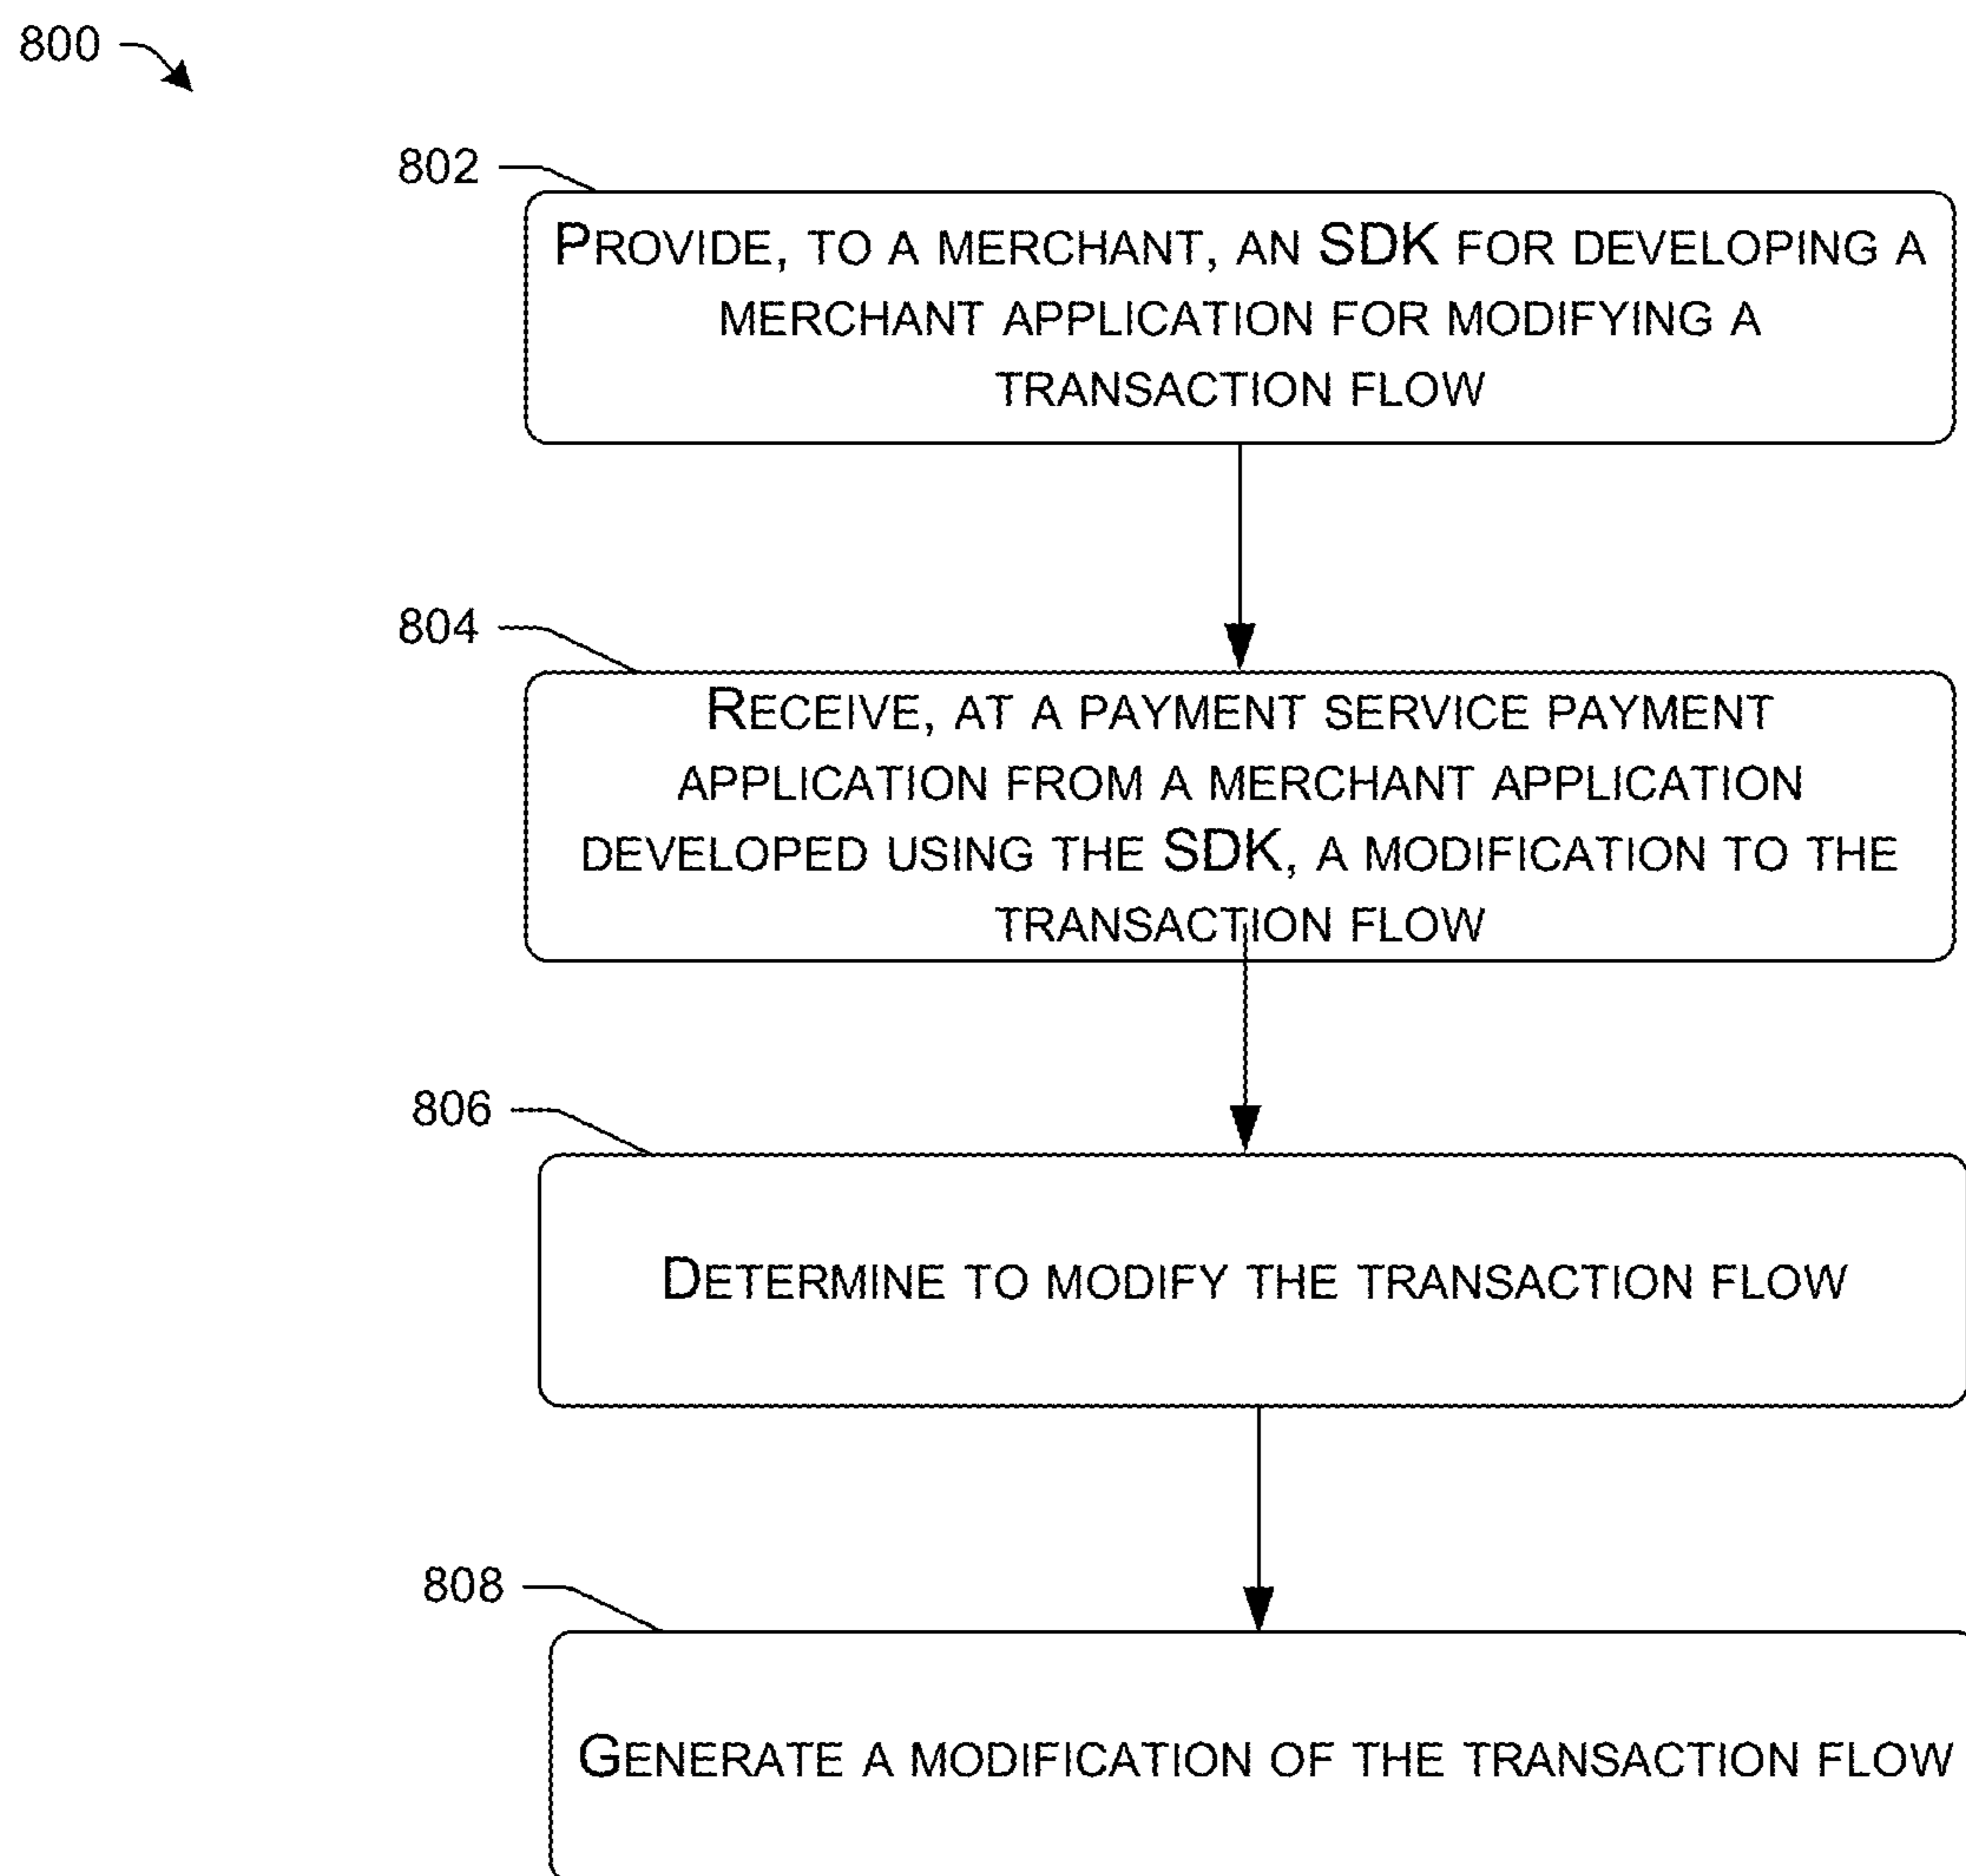 800
802
PROVIDE, TO A MERCHANT, AN SDK FOR DEVELOPING A
MERCHANT APPLICATION FOR MODIFYING A
TRANSACTION FLOW
804
RECEIVE, AT A PAYMENT SERVICE PAYMENT
APPLICATION FROM A MERCHANT APPLICATION
DEVELOPED USING THE SDK, A MODIFICATION TO THE
TRANSACTION FLOW
806
DETERMINE TO MODIFY THE TRANSACTION FLOW
808
GENERATE A MODIFICATION OF THE TRANSACTION FLOW